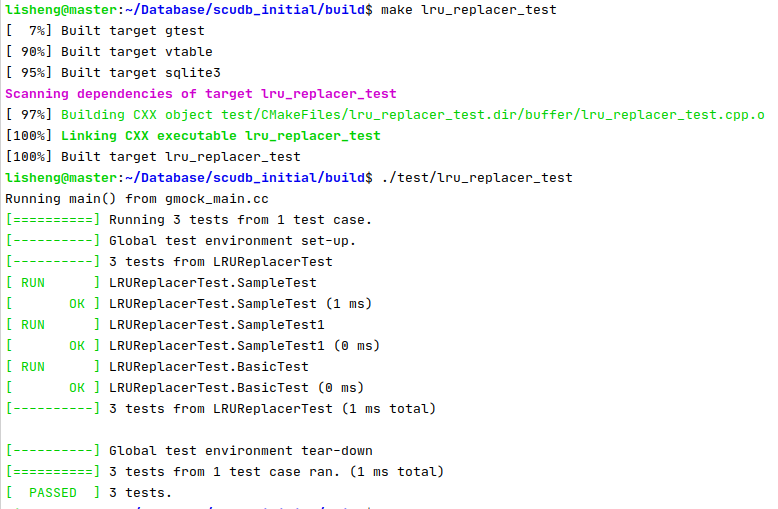 lisheng@master:~/Database/scudb_initial/build$ make lru_replacer_test
[  7%] Built target gtest
[ 90%] Built target vtable
[ 95%] Built target sqlite3
Scanning dependencies of target lru_replacer_test
[ 97%] Building CXX object test/CMakeFiles/lru_replacer_test.dir/buffer/lru_replacer_test.cpp.o
[100%] Linking CXX executable lru_replacer_test
[100%] Built target lru_replacer_test
lisheng@master:~/Database/scudb_initial/build$ ./test/lru_replacer_test
Running main() from gmock_main.cc
[==========] Running 3 tests from 1 test case.
[----------] Global test environment set-up.
[----------] 3 tests from LRUReplacerTest
[ RUN      ] LRUReplacerTest.SampleTest
[       OK ] LRUReplacerTest.SampleTest (1 ms)
[ RUN      ] LRUReplacerTest.SampleTest1
[       OK ] LRUReplacerTest.SampleTest1 (0 ms)
[ RUN      ] LRUReplacerTest.BasicTest
[       OK ] LRUReplacerTest.BasicTest (0 ms)
[----------] 3 tests from LRUReplacerTest (1 ms total)

[----------] Global test environment tear-down
[==========] 3 tests from 1 test case ran. (1 ms total)
[  PASSED  ] 3 tests.